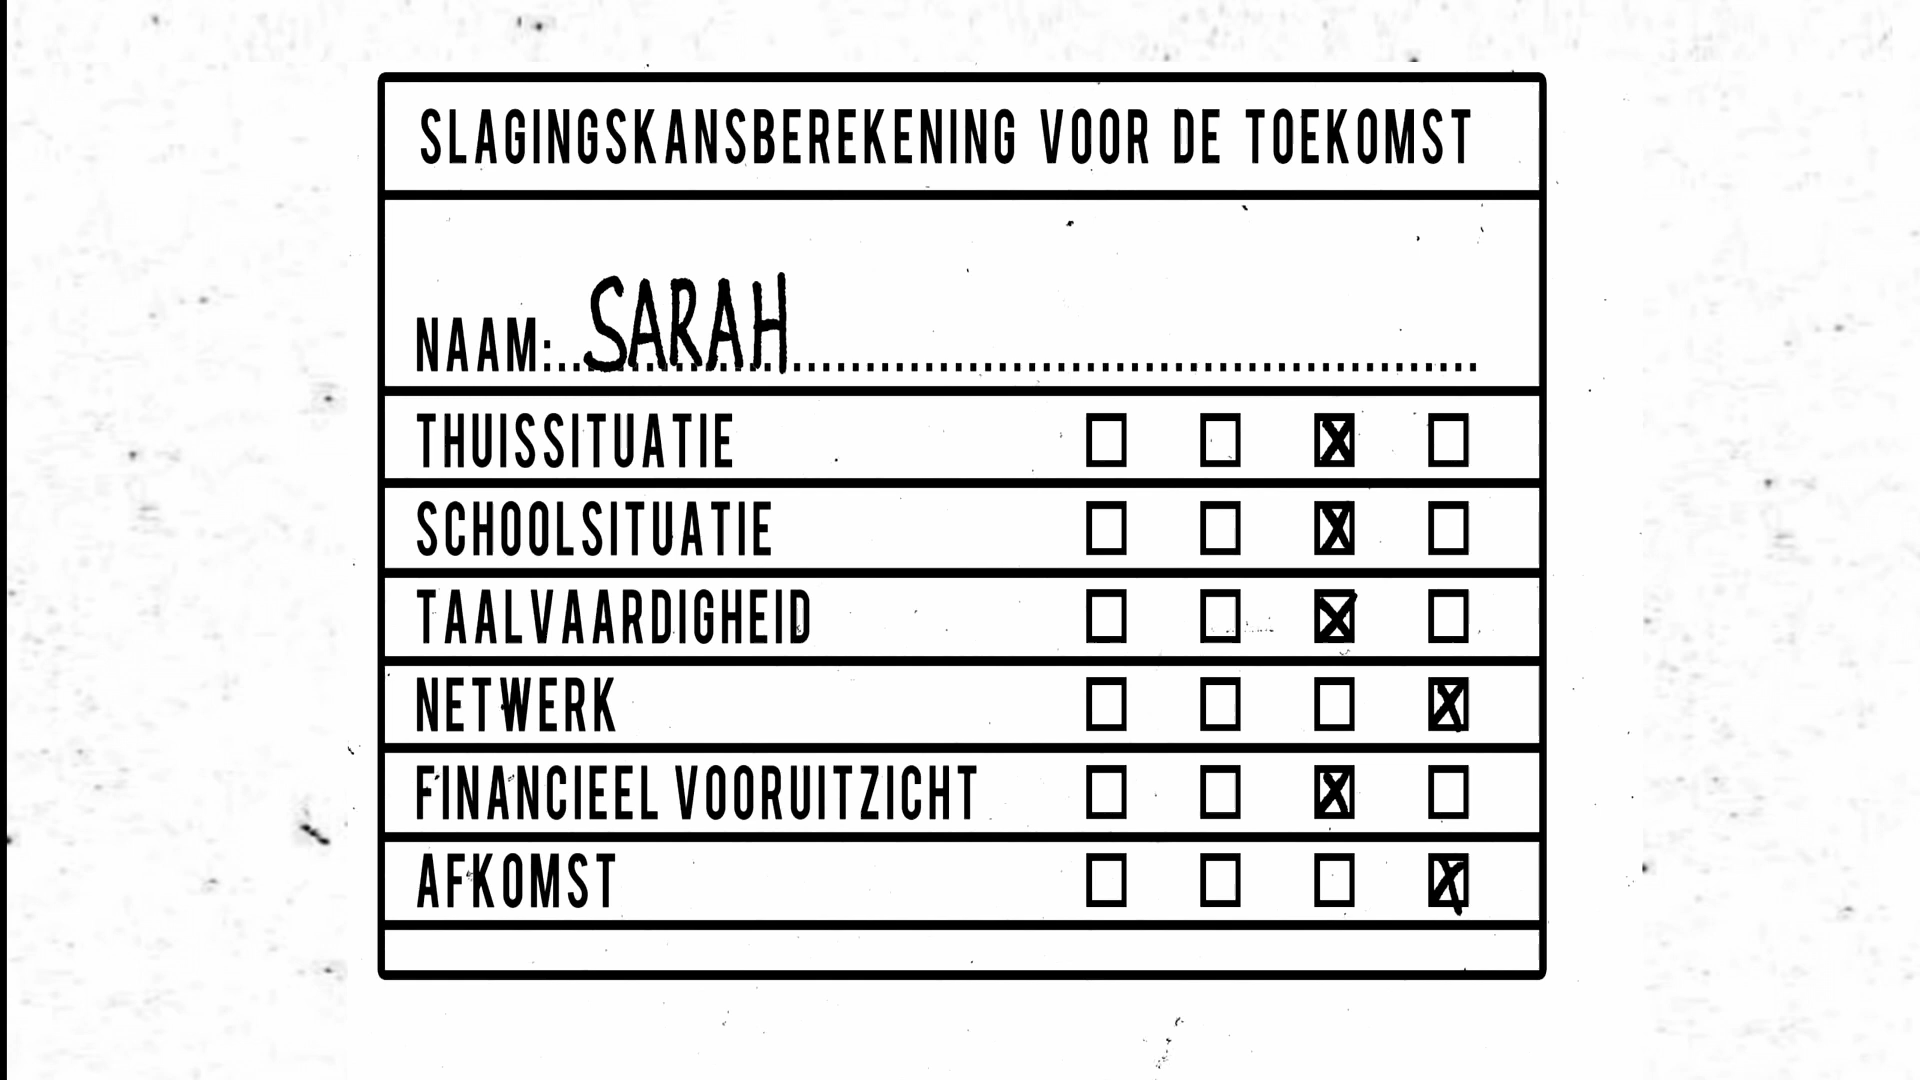 SLAGINGSKANSBEREKENING VOOR DE TOEKOMST
NAAM: SARAH
THUISSITUATIE
SCHOOLSITUATIE
TAALVAARDIGHEID
NETWERK
FINANCIEEL VOORUITZICHT
AFKOMST